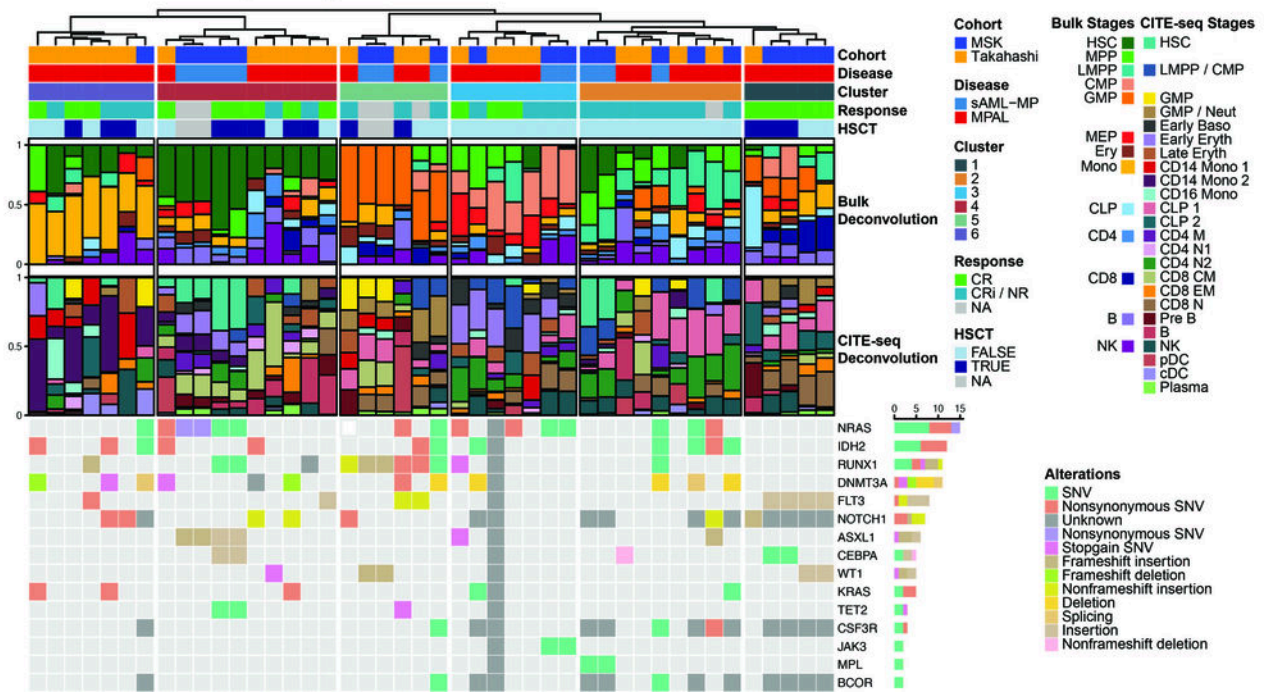 Cohort
Disease
Cluster
Response
HSCT
1
0.5
0
Bulk
Deconvolution
1
0.5
0
CITE-seq
Deconvolution
NRAS
IDH2
RUNX1
DNMT3A
FLT3
NOTCH1
ASXL1
CEBPA
WT1
KRAS
TET2
CSF3R
JAK3
MPL
BCOR
0 5 10 15
Cohort
MSK
Takahashi
Disease
sAML-MP
MPAL
Cluster
1
2
3
4
5
6
Response
CR
CRi / NR
NA
HSCT
FALSE
TRUE
NA
Bulk Stages
HSC
MPP
LMPP
CMP
GMP
MEP
Ery
Mono
CLP
CD4
CD8
B
NK
CITE-seq Stages
HSC
LMPP / CMP
GMP
GMP / Neut
Early Baso
Early Eryth
Late Eryth
CD14 Mono 1
CD14 Mono 2
CD16 Mono
CLP 1
CLP 2
CD4 M
CD4 N1
CD4 N2
CD8 CM
CD8 EM
CD8 N
Pre B
B
NK
pDC
cDC
Plasma
Alterations
SNV
Nonsynonymous SNV
Unknown
Nonsynonymous SNV
Stopgain SNV
Frameshift insertion
Frameshift deletion
Nonframeshift insertion
Deletion
Splicing
Insertion
Nonframeshift deletion